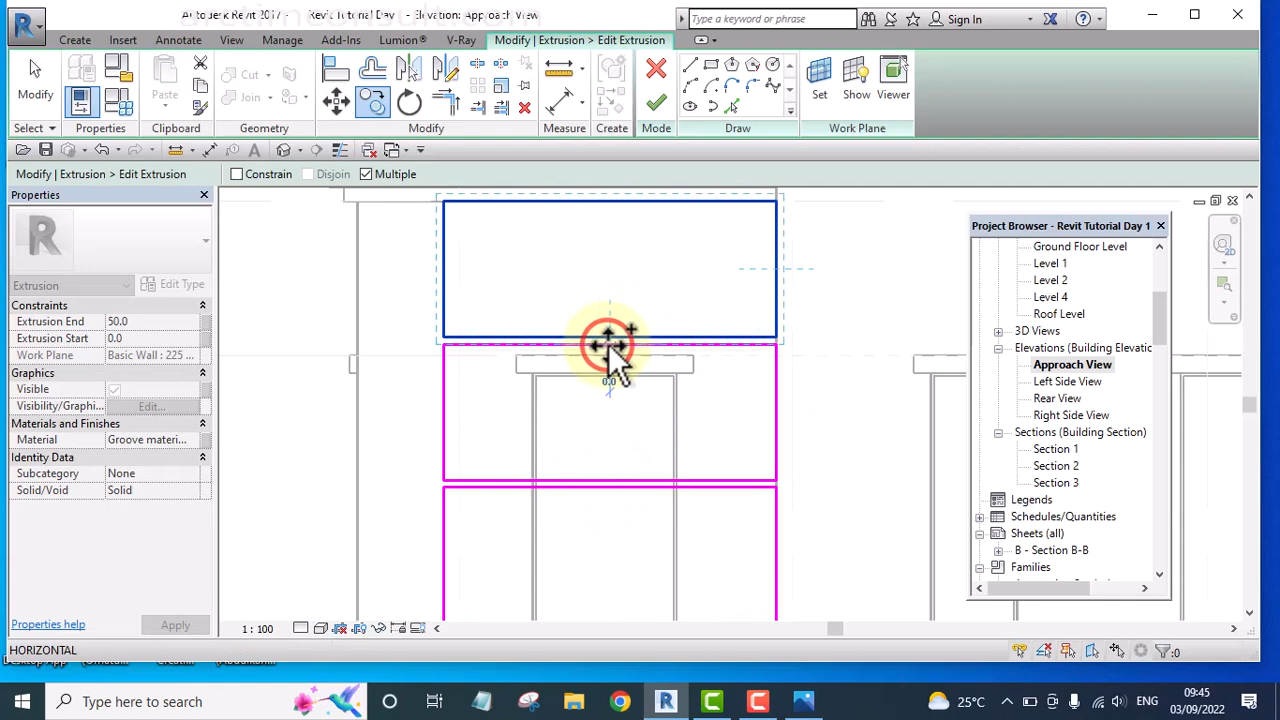 Autodesk Revit 2017 -
Revit Tutorial Day ... - Elevation: Approach View
Type a keyword or phrase
Sign In
Create
Insert
Annotate
View
Manage
Add-Ins
Lumion®
V-Ray
Modify | Extrusion > Edit Extrusion
Modify
Paste
Cut
Join
Set
Show
Viewer
Select
Properties
Clipboard
Geometry
Modify
Measure
Create
Mode
Draw
Work Plane
Modify | Extrusion > Edit Extrusion
Constrain
Disjoin
Multiple
Properties
Extrusion
Edit Type
Constraints
Extrusion End 50.0
Extrusion Start 0.0
Work Plane Basic Wall : 225 ...
Graphics
Visible
Visibility/Graphi... Edit...
Materials and Finishes
Material Groove materi...
Identity Data
Subcategory None
Solid/Void Solid
Properties help
Apply
0.0
Project Browser - Revit Tutorial Day 1
Ground Floor Level
Level 1
Level 2
Level 4
Roof Level
3D Views
Elevations (Building Elevatic
Approach View
Left Side View
Rear View
Right Side View
Sections (Building Section)
Section 1
Section 2
Section 3
Legends
Schedules/Quantities
Sheets (all)
B - Section B-B
Families
2D
1 : 100
HORIZONTAL
:0
Type here to search
25°C
ENG
09:45
03/09/2022